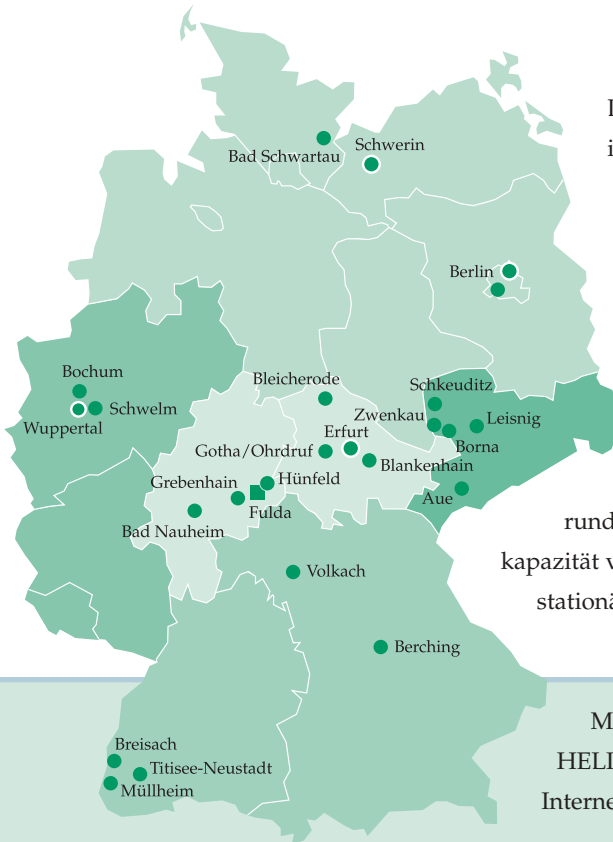 Bad Schwartau
Schwerin
Berlin
Bochum
Schwelm
Wuppertal
Bleicherode
Schkeuditz
Zwenkau
Leisnig
Borna
Erfurt
Gotha/Ohrdruf
Blankenhain
Grebenhain
Hünfeld
Aue
Fulda
Bad Nauheim
Volkach
Berching
Breisach
Titisee-Neustadt
Müllheim
i
rund
kapazität v
stationä
M
HELI
Interne